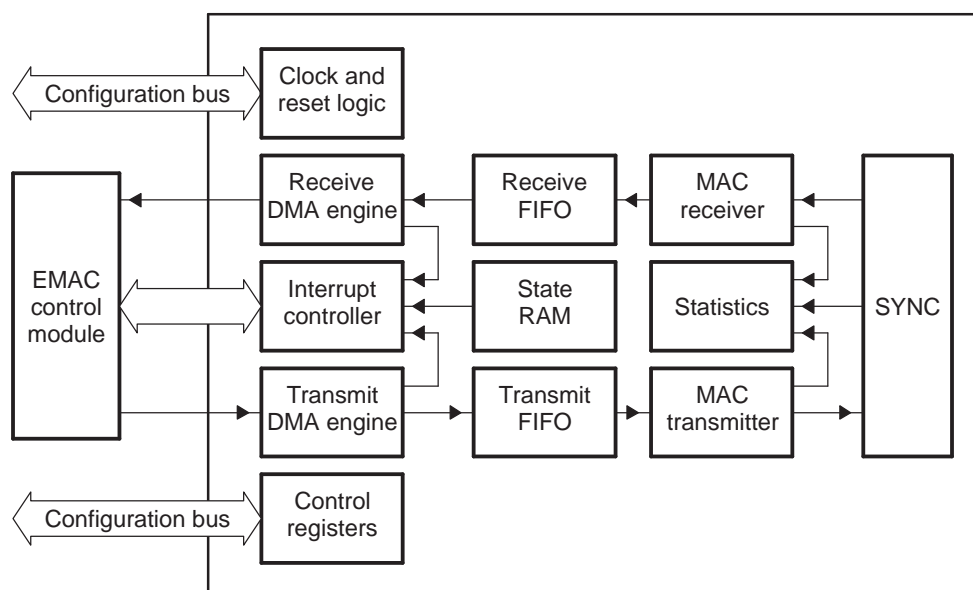 Configuration bus
Clock and
reset logic
Receive
DMA engine
Receive
FIFO
MAC
receiver
EMAC
control
module
Interrupt
controller
State
RAM
Statistics
SYNC
Transmit
DMA engine
Transmit
FIFO
MAC
transmitter
Configuration bus
Control
registers